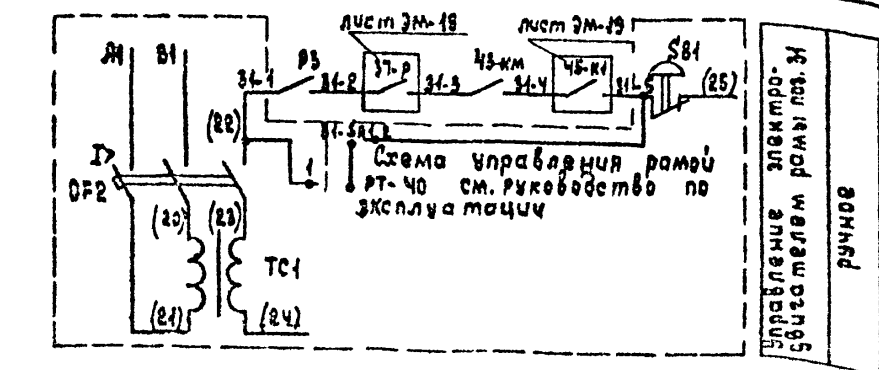 лист ЭМ-18
лист ЭМ-19
А1
В1
SB1
РЗ
37-Р
43-КМ
45-К1
31-1
31-2
31-3
31-4
31-5
(25)
(22)
1
Схема управления рамой
РТ-40 см. руководство по
эксплуатации
I>
QF2
(20)
(23)
ТС1
(21)
(24)
Управление электро-
двигателем рамы поз. 31
ручное